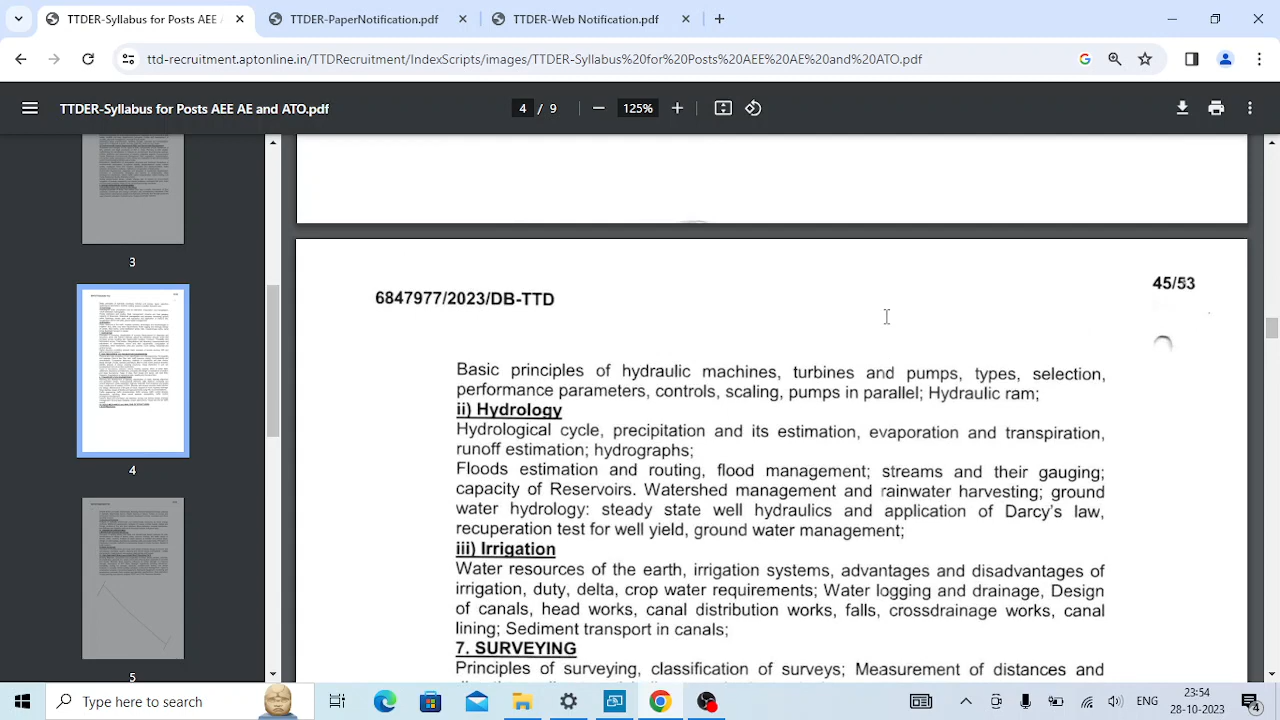 TTDER-Syllabus for Posts AEE
TTDER-PaperNotification.pdf
TTDER-Web Notification.pdf
ttd-recruitment.aptonline.in/TTDRecruitment/IndexScripts/images/TTDER-Syllabus%20for%20Posts%20AEE%20AE%20and%20ATO.pdf
TTDER-Syllabus for Posts AEE AE and ATO.pdf
4 / 9
125%
3
4
5
6847977/2023/DB-TTD
45/53
Basic principles of hydraulic machines, turbines and pumps, types, selection,
performance parameters, controls, scaling, pumps in parallel; Hydraulic ram;
ii) Hydrology
Hydrological cycle, precipitation and its estimation, evaporation and transpiration,
runoff estimation; hydrographs;
Floods estimation and routing, flood management; streams and their gauging;
capacity of Reservoirs. Watershed management and rainwater harvesting; ground
water hydology: steady state well hydraulics and application of Darcy's law,
recuperation test for well yield, ground water management;
iii) Irrigation
Water resources of the earth, irrigation systems, advantages and disadvantages of
irrigation, duty, delta, crop water requirements; Water logging and drainage, Design
of canals, head works, canal distribution works, falls, crossdrainage works, canal
lining; Sediment transport in canals;
7. SURVEYING
Principles of surveying, classification of surveys; Measurement of distances and
Type here to search
23:54
ENG
28-10-2023
4